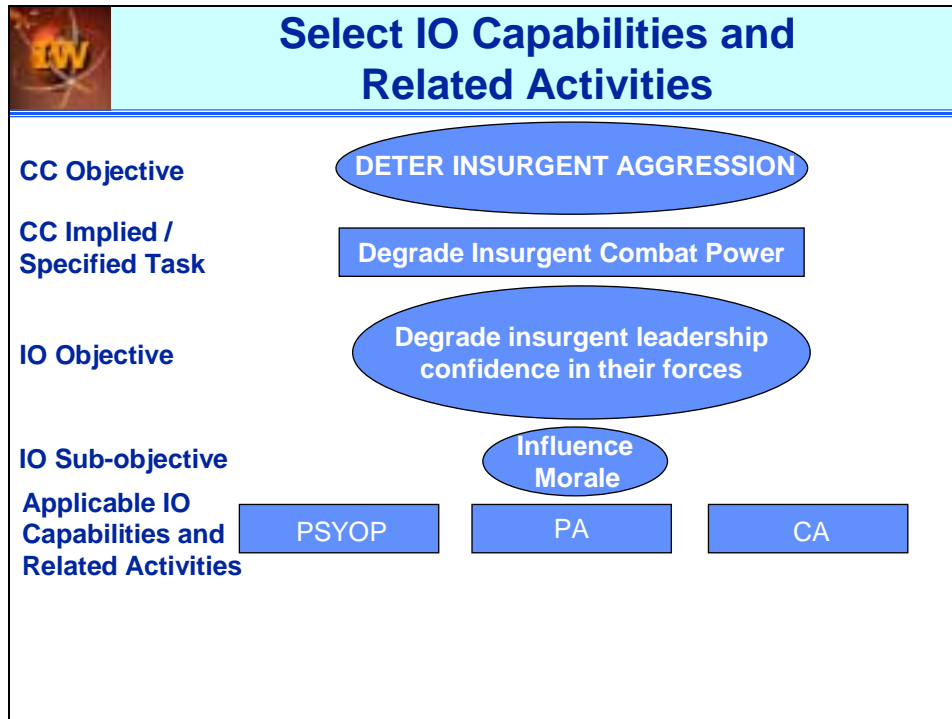 IW
Select IO Capabilities and
Related Activities
CC Objective
DETER INSURGENT AGGRESSION
CC Implied /
Specified Task
Degrade Insurgent Combat Power
IO Objective
Degrade insurgent leadership
confidence in their forces
IO Sub-objective
Influence
Morale
Applicable IO
Capabilities and
Related Activities
PSYOP
PA
CA